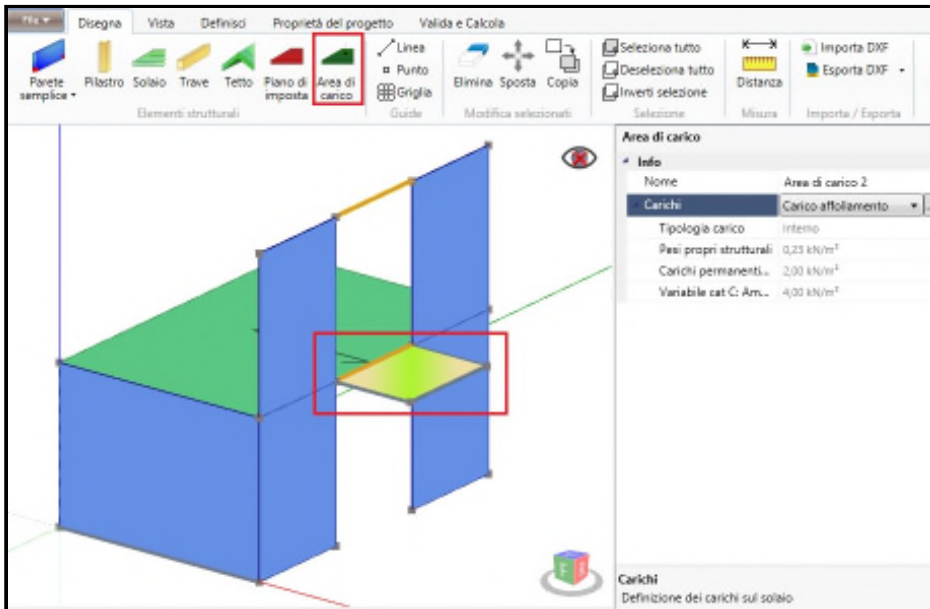 File
Disegna Vista Definisci Proprietà del progetto Valida e Calcola
Parete semplice
Pilastro
Solaio
Trave
Tetto
Piano di imposta
Area di carico
Linea
Punto
Griglia
Elimina
Sposta
Copia
Seleziona tutto
Deseleziona tutto
Inverti selezione
Distanza
Importa DXF
Esporta DXF
Elementi strutturali Guide Modifica selezionati Selezione Misura Importa / Esporta
Area di carico
Info
Nome Area di carico 2
Carichi Carico affollamento ...
Tipologia carico Interno
Pesi propri strutturali 0,23 kN/m²
Carichi permanenti... 2,00 kN/m²
Variabile cat C: Am... 4,00 kN/m²
F
Carichi
Definizione dei carichi sul solaio